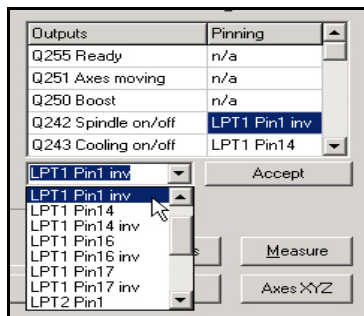 Outputs Pinning
Q255 Ready n/a
Q251 Axes moving n/a
Q250 Boost n/a
Q242 Spindle on/off LPT1 Pin1 inv
Q243 Cooling on/off LPT1 Pin14
LPT1 Pin1 inv Accept
LPT1 Pin1 inv
LPT1 Pin14
LPT1 Pin14 inv
LPT1 Pin16
LPT1 Pin16 inv
LPT1 Pin17
LPT1 Pin17 inv
LPT2 Pin1
Measure
Axes XYZ